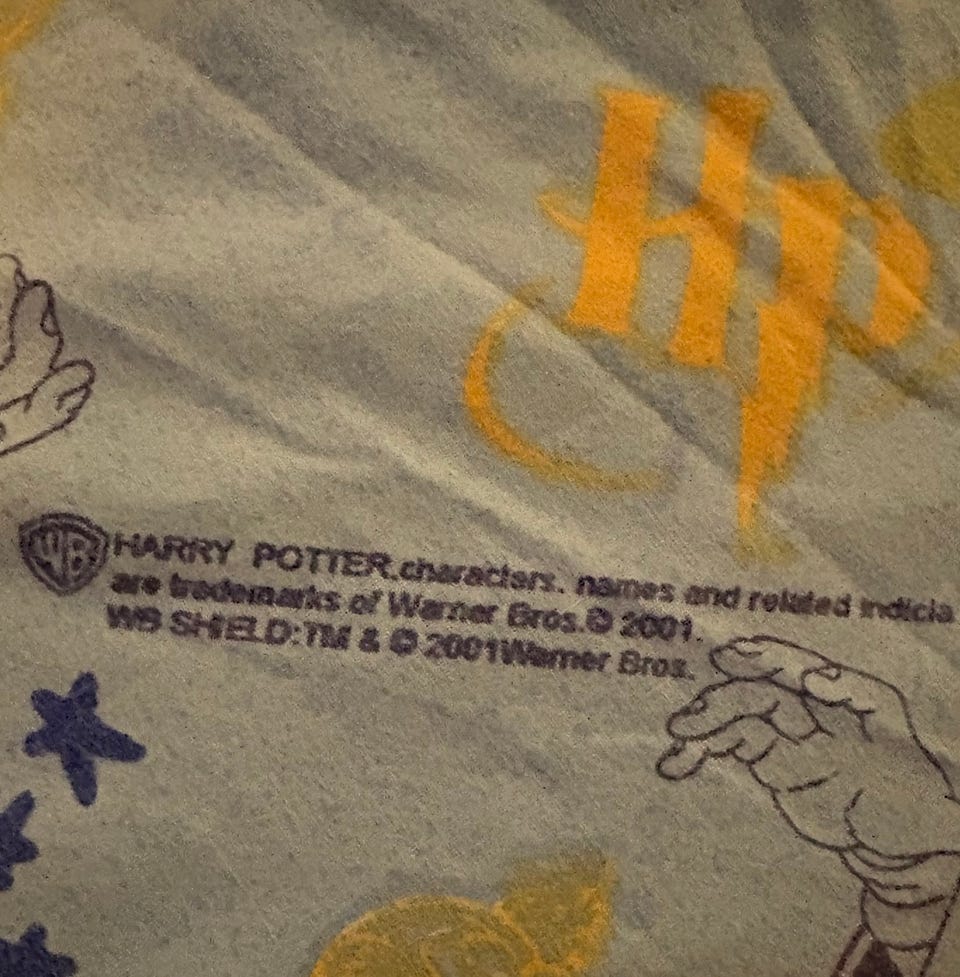 HP
WB HARRY POTTER.characters. names and related indicia
are trademarks of Warner Bros.© 2001.
WB SHIELD:TM & © 2001Warner Bros.